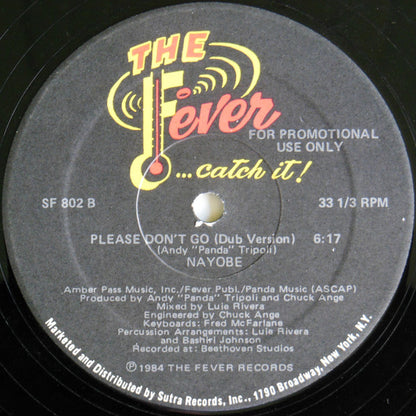 THE
Fever
FOR PROMOTIONAL
USE ONLY
...catch it!
SF 802 B
33 1/3 RPM
PLEASE DON'T GO (Dub Version) 6:17
(Andy "Panda" Tripoli)
NAYOBE
Amber Pass Music, Inc./Fever Publ./Panda Music (ASCAP)
Produced by Andy "Panda" Tripoli and Chuck Ange
Mixed by Luie Rivera
Engineered by Chuck Ange
Keyboards: Fred McFarlane
Percussion Arrangements: Luie Rivera
and Bashiri Johnson
Recorded at: Beethoven Studios
℗ 1984 THE FEVER RECORDS
Marketed and Distributed by Sutra Records, Inc., 1790 Broadway, New York, N.Y.